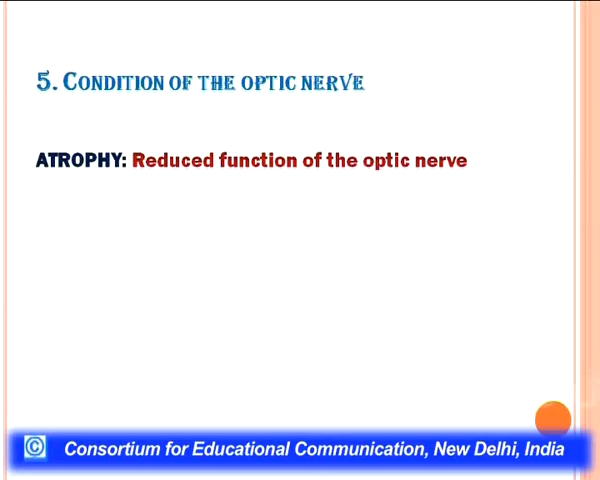 5. CONDITION OF THE OPTIC NERVE
ATROPHY: Reduced function of the optic nerve
© Consortium for Educational Communication, New Delhi, India